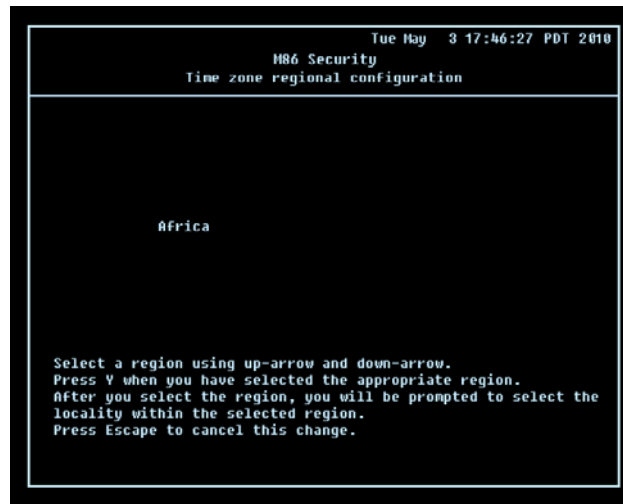 Tue May 3 17:46:27 PDT 2010
M86 Security
Time zone regional configuration
Africa
Select a region using up-arrow and down-arrow.
Press Y when you have selected the appropriate region.
After you select the region, you will be prompted to select the
locality within the selected region.
Press Escape to cancel this change.